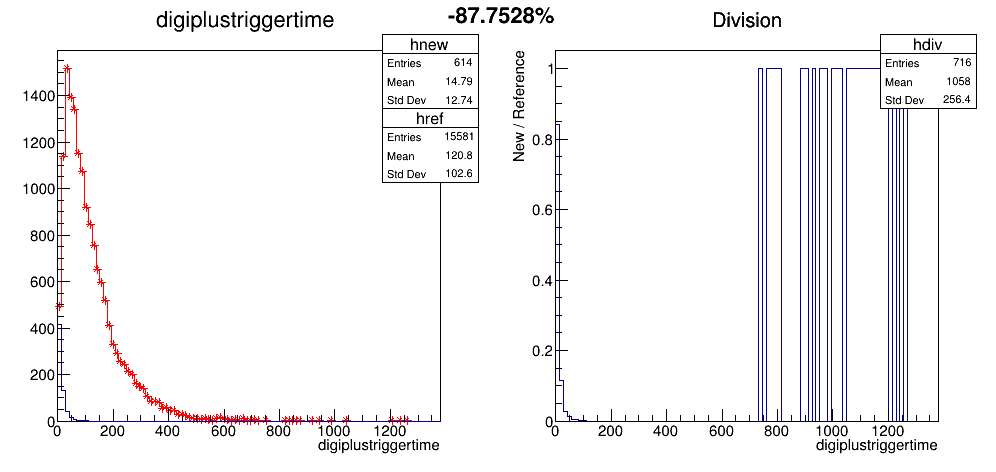 digiplustriggertime
-87.7528%
Division
hnew
Entries 614
Mean 14.79
Std Dev 12.74
href
Entries 15581
Mean 120.8
Std Dev 102.6
1400
1200
1000
800
600
400
200
0
0 200 400 600 800 1000 1200
digiplustriggertime
hdiv
Entries 716
Mean 1058
Std Dev 256.4
New / Reference
1
0.8
0.6
0.4
0.2
0
0 200 400 600 800 1000 1200
digiplustriggertime